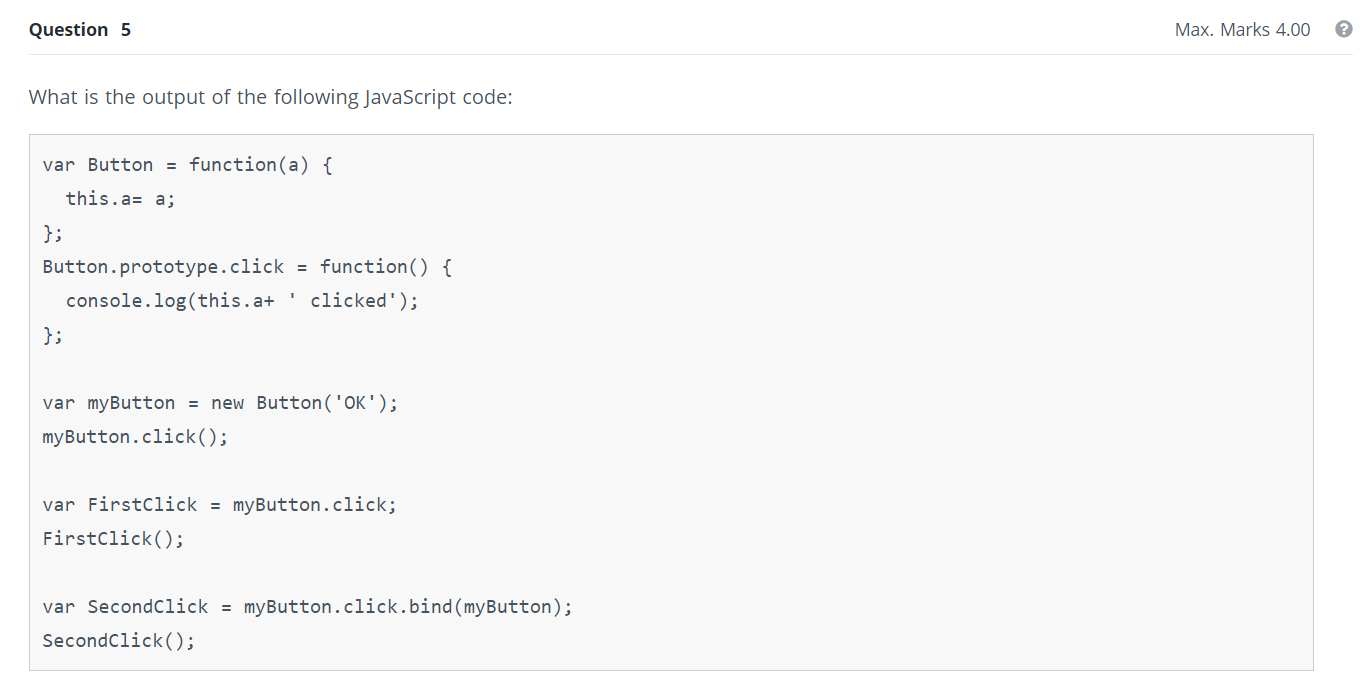 Question 5
Max. Marks 4.00
?
What is the output of the following JavaScript code:
var Button = function(a) {
  this.a= a;
};
Button.prototype.click = function() {
  console.log(this.a+ ' clicked');
};

var myButton = new Button('OK');
myButton.click();

var FirstClick = myButton.click;
FirstClick();

var SecondClick = myButton.click.bind(myButton);
SecondClick();